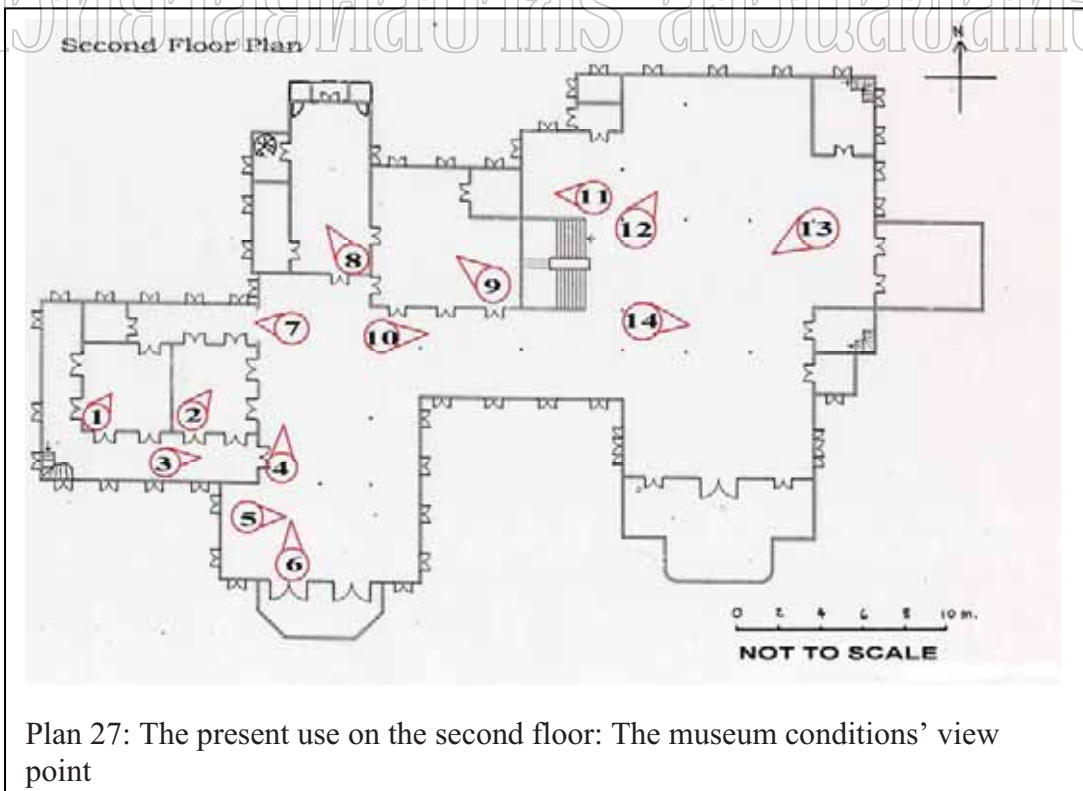 Second Floor Plan
N
11
12
13
8
9
14
7
10
1
2
3
4
5
6
0 2 4 6 8 10 m.
NOT TO SCALE
Plan 27: The present use on the second floor: The museum conditions’ view
point